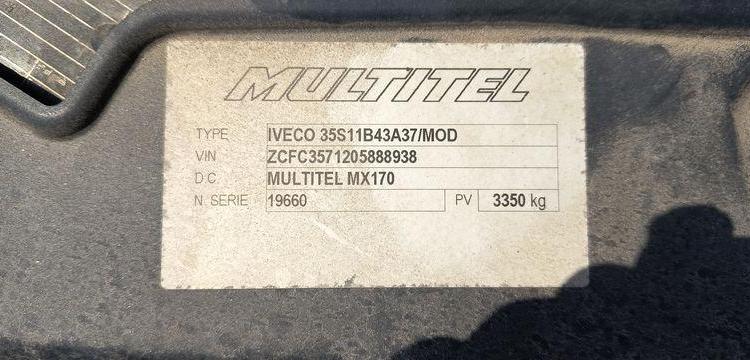 MULTITEL
TYPE IVECO 35S11B43A37/MOD
VIN ZCFC3571205888938
D C MULTITEL MX170
N. SERIE 19660 PV 3350 kg